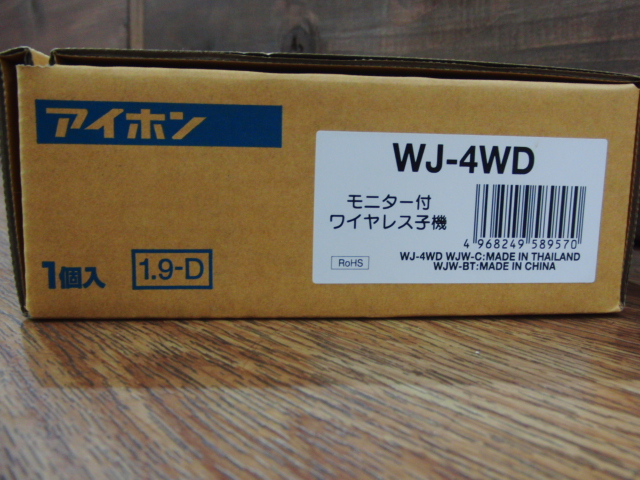 アイホン
WJ-4WD
モニター付
ワイヤレス子機
4 968249 589570
RoHS
WJ-4WD WJW-C:MADE IN THAILAND
WJW-BT:MADE IN CHINA
1個入
1.9-D